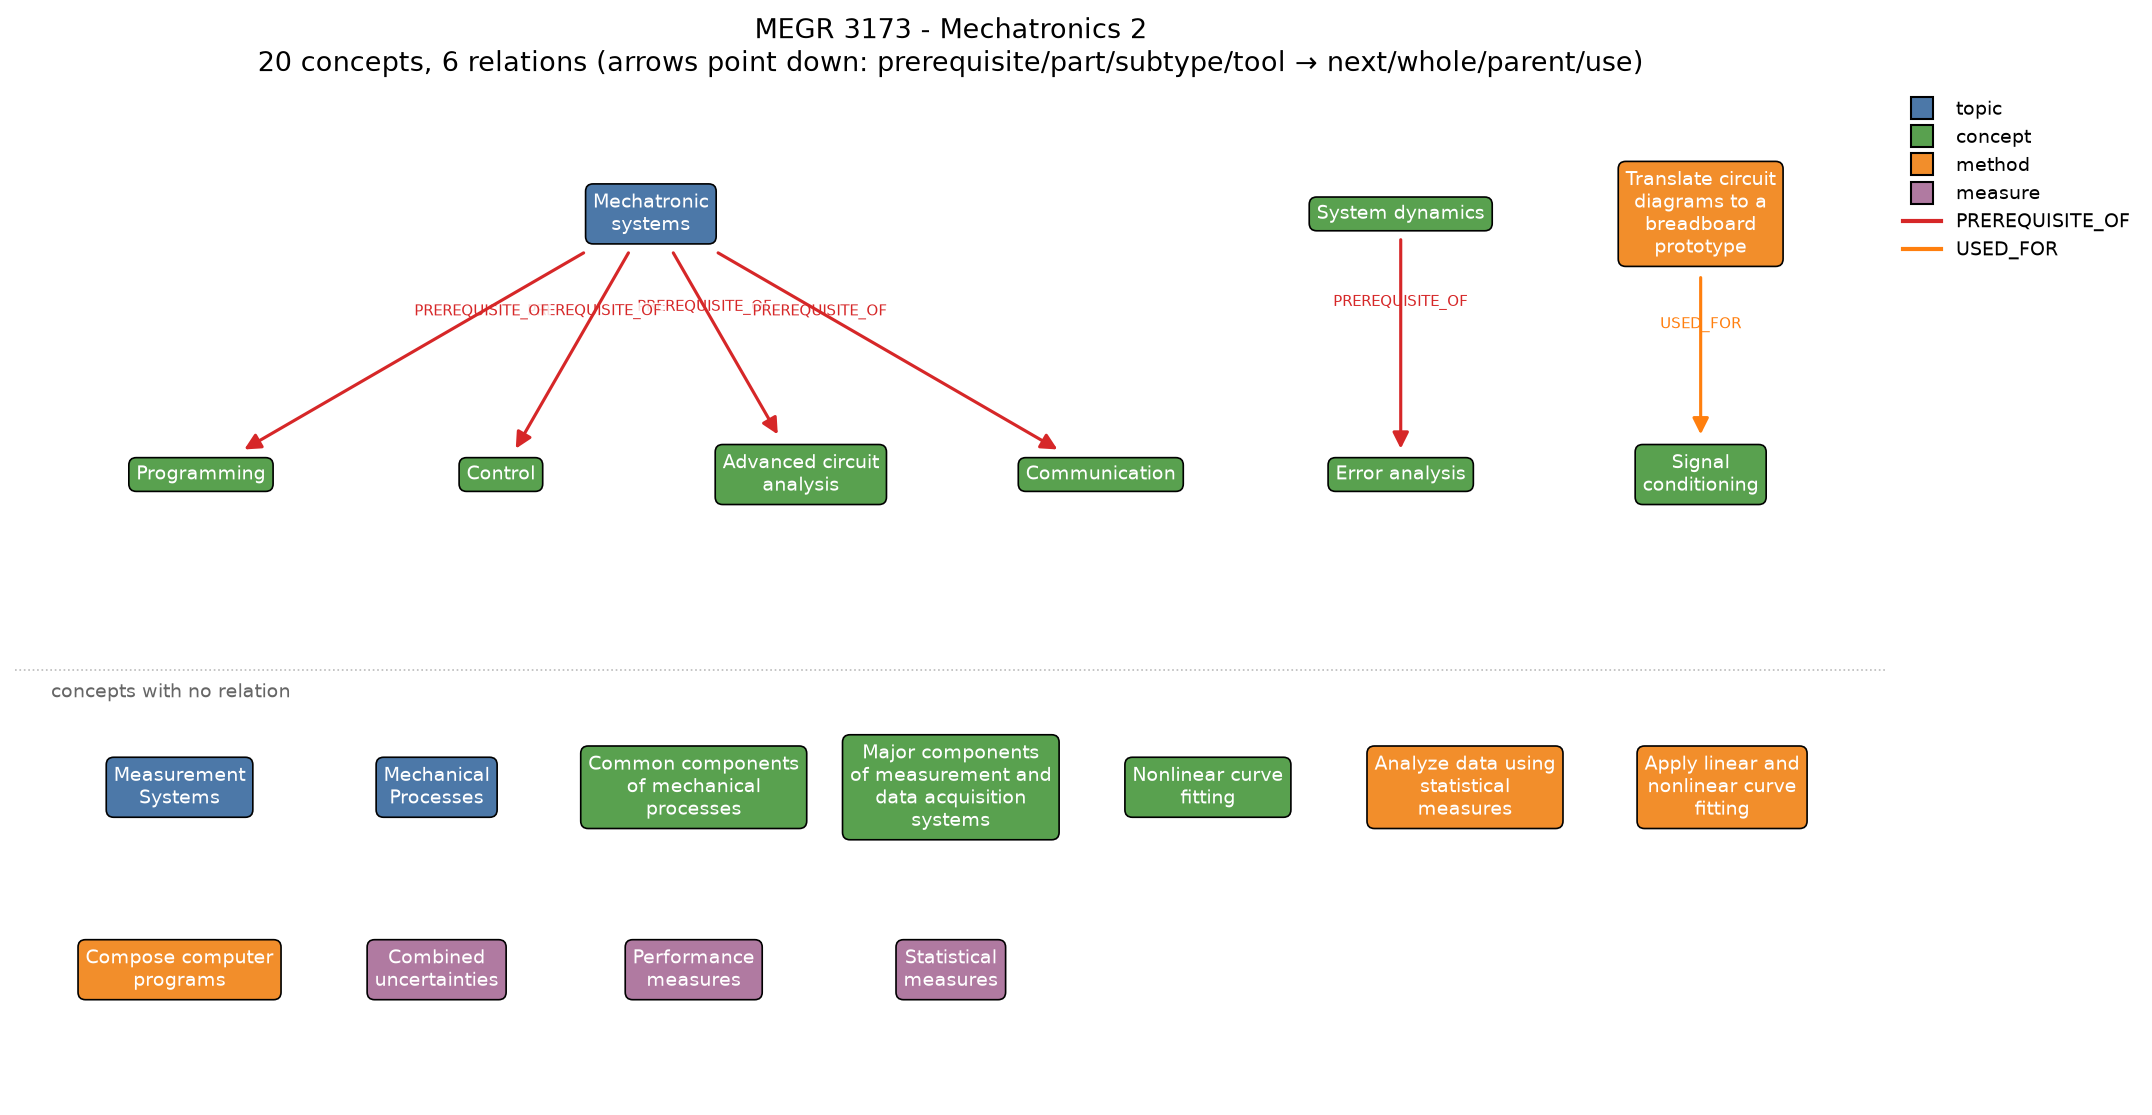 MEGR 3173 - Mechatronics 2
20 concepts, 6 relations (arrows point down: prerequisite/part/subtype/tool → next/whole/parent/use)
topic
concept
method
measure
PREREQUISITE_OF
USED_FOR
Mechatronic
systems
System dynamics
Translate circuit
diagrams to a
breadboard
prototype
PREREQUISITE_OF
PREREQUISITE_OF
PREREQUISITE_OF
PREREQUISITE_OF
USED_FOR
Programming
Control
Advanced circuit
analysis
Communication
Error analysis
Signal
conditioning
concepts with no relation
Measurement
Systems
Mechanical
Processes
Common components
of mechanical
processes
Major components
of measurement and
data acquisition
systems
Nonlinear curve
fitting
Analyze data using
statistical
measures
Apply linear and
nonlinear curve
fitting
Compose computer
programs
Combined
uncertainties
Performance
measures
Statistical
measures